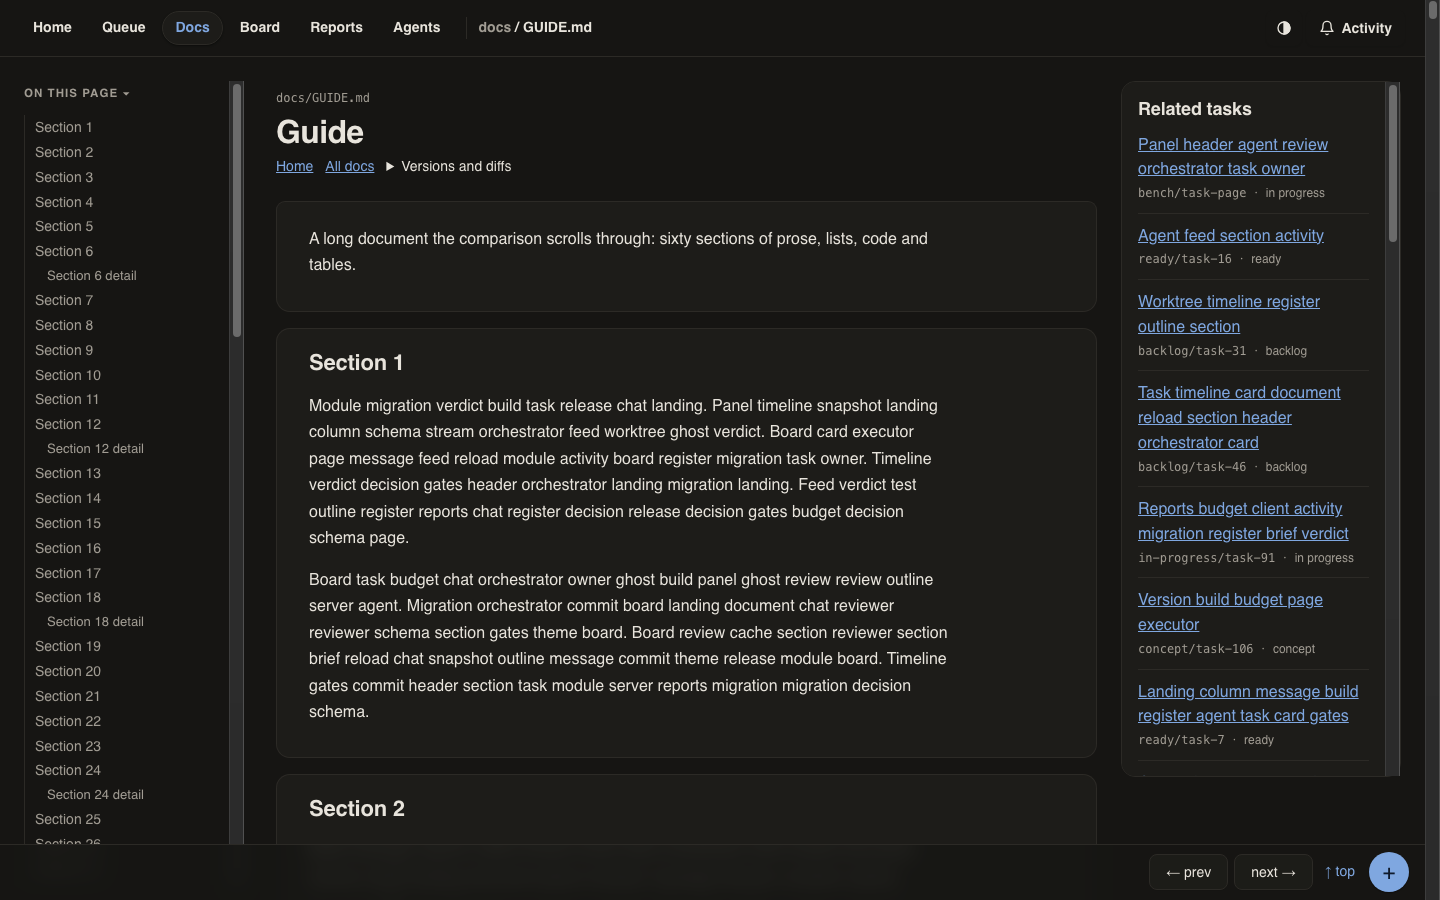 Home Queue Docs Board Reports Agents docs / GUIDE.md Activity
ON THIS PAGE
Section 1
Section 2
Section 3
Section 4
Section 5
Section 6
Section 6 detail
Section 7
Section 8
Section 9
Section 10
Section 11
Section 12
Section 12 detail
Section 13
Section 14
Section 15
Section 16
Section 17
Section 18
Section 18 detail
Section 19
Section 20
Section 21
Section 22
Section 23
Section 24
Section 24 detail
Section 25
Section 26
docs/GUIDE.md
Guide
Home All docs ▶ Versions and diffs
A long document the comparison scrolls through: sixty sections of prose, lists, code and
tables.
Section 1
Module migration verdict build task release chat landing. Panel timeline snapshot landing
column schema stream orchestrator feed worktree ghost verdict. Board card executor
page message feed reload module activity board register migration task owner. Timeline
verdict decision gates header orchestrator landing migration landing. Feed verdict test
outline register reports chat register decision release decision gates budget decision
schema page.
Board task budget chat orchestrator owner ghost build panel ghost review review outline
server agent. Migration orchestrator commit board landing document chat reviewer
reviewer schema section gates theme board. Board review cache section reviewer section
brief reload chat snapshot outline message commit theme release module board. Timeline
gates commit header section task module server reports migration migration decision
schema.
Section 2
Related tasks
Panel header agent review
orchestrator task owner
bench/task-page · in progress
Agent feed section activity
ready/task-16 · ready
Worktree timeline register
outline section
backlog/task-31 · backlog
Task timeline card document
reload section header
orchestrator card
backlog/task-46 · backlog
Reports budget client activity
migration register brief verdict
in-progress/task-91 · in progress
Version build budget page
executor
concept/task-106 · concept
Landing column message build
register agent task card gates
ready/task-7 · ready
← prev next → ↑ top +